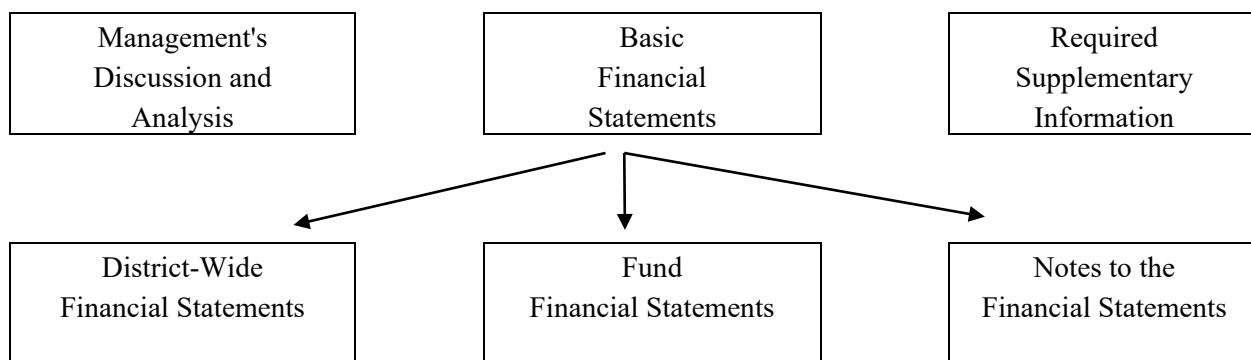 Management's
Discussion and
Analysis
Basic
Financial
Statements
Required
Supplementary
Information
District-Wide
Financial Statements
Fund
Financial Statements
Notes to the
Financial Statements